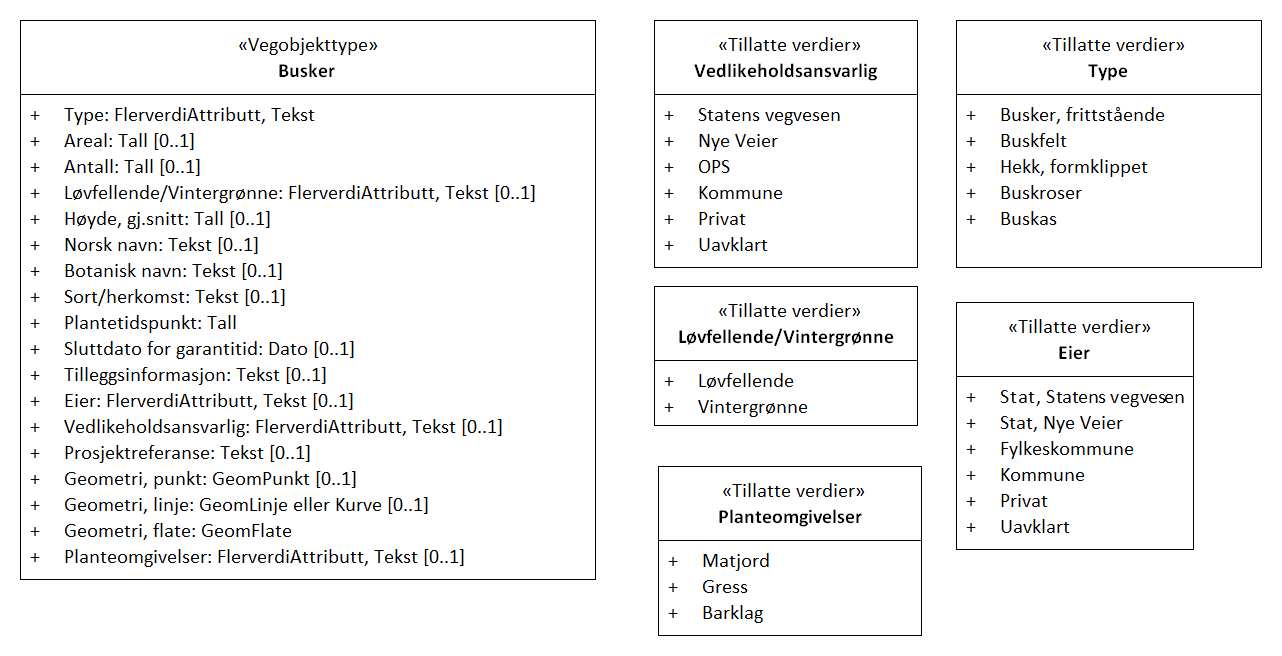 «Vegobjekttype»
Busker
+ Type: FlerverdiAttributt, Tekst
+ Areal: Tall [0..1]
+ Antall: Tall [0..1]
+ Løvfellende/Vintergrønne: FlerverdiAttributt, Tekst [0..1]
+ Høyde, gj.snitt: Tall [0..1]
+ Norsk navn: Tekst [0..1]
+ Botanisk navn: Tekst [0..1]
+ Sort/herkomst: Tekst [0..1]
+ Plantetidspunkt: Tall
+ Sluttdato for garantitid: Dato [0..1]
+ Tilleggsinformasjon: Tekst [0..1]
+ Eier: FlerverdiAttributt, Tekst [0..1]
+ Vedlikeholdsansvarlig: FlerverdiAttributt, Tekst [0..1]
+ Prosjektreferanse: Tekst [0..1]
+ Geometri, punkt: GeomPunkt [0..1]
+ Geometri, linje: GeomLinje eller Kurve [0..1]
+ Geometri, flate: GeomFlate
+ Planteomgivelser: FlerverdiAttributt, Tekst [0..1]
«Tillatte verdier»
Vedlikeholdsansvarlig
+ Statens vegvesen
+ Nye Veier
+ OPS
+ Kommune
+ Privat
+ Uavklart
«Tillatte verdier»
Type
+ Busker, frittstående
+ Buskfelt
+ Hekk, formklippet
+ Buskroser
+ Buskas
«Tillatte verdier»
Løvfellende/Vintergrønne
+ Løvfellende
+ Vintergrønne
«Tillatte verdier»
Eier
+ Stat, Statens vegvesen
+ Stat, Nye Veier
+ Fylkeskommune
+ Kommune
+ Privat
+ Uavklart
«Tillatte verdier»
Planteomgivelser
+ Matjord
+ Gress
+ Barklag